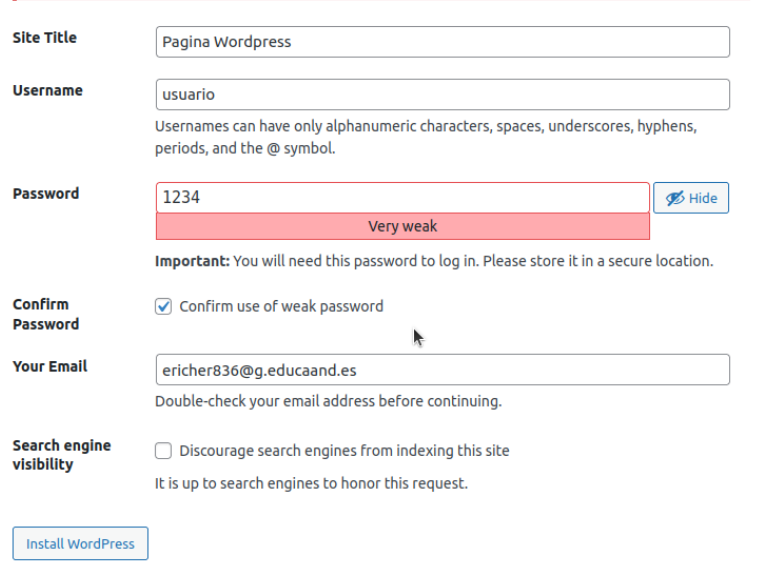 Site Title
Pagina Wordpress
Username
usuario
Usernames can have only alphanumeric characters, spaces, underscores, hyphens,
periods, and the @ symbol.
Password
1234
Hide
Very weak
Important: You will need this password to log in. Please store it in a secure location.
Confirm
Password
Confirm use of weak password
Your Email
ericher836@g.educaand.es
Double-check your email address before continuing.
Search engine
visibility
Discourage search engines from indexing this site
It is up to search engines to honor this request.
Install WordPress